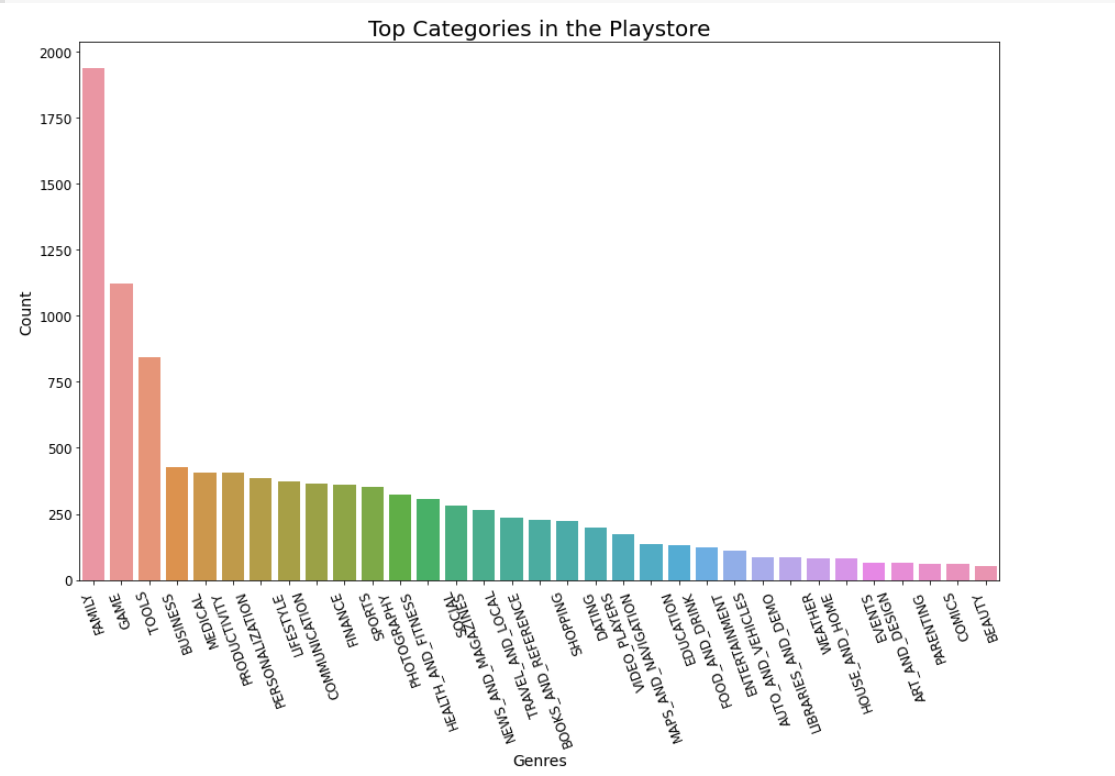 Top Categories in the Playstore
2000
1750
1500
1250
1000
750
500
250
0
Count
FAMILY
GAME
TOOLS
BUSINESS
MEDICAL
PRODUCTIVITY
PERSONALIZATION
LIFESTYLE
COMMUNICATION
FINANCE
SPORTS
PHOTOGRAPHY
HEALTH_AND_FITNESS
SOCIAL
NEWS_AND_MAGAZINES
TRAVEL_AND_LOCAL
BOOKS_AND_REFERENCE
SHOPPING
DATING
VIDEO_PLAYERS
MAPS_AND_NAVIGATION
EDUCATION
FOOD_AND_DRINK
ENTERTAINMENT
AUTO_AND_VEHICLES
LIBRARIES_AND_DEMO
WEATHER
HOUSE_AND_HOME
EVENTS
ART_AND_DESIGN
PARENTING
COMICS
BEAUTY
Genres